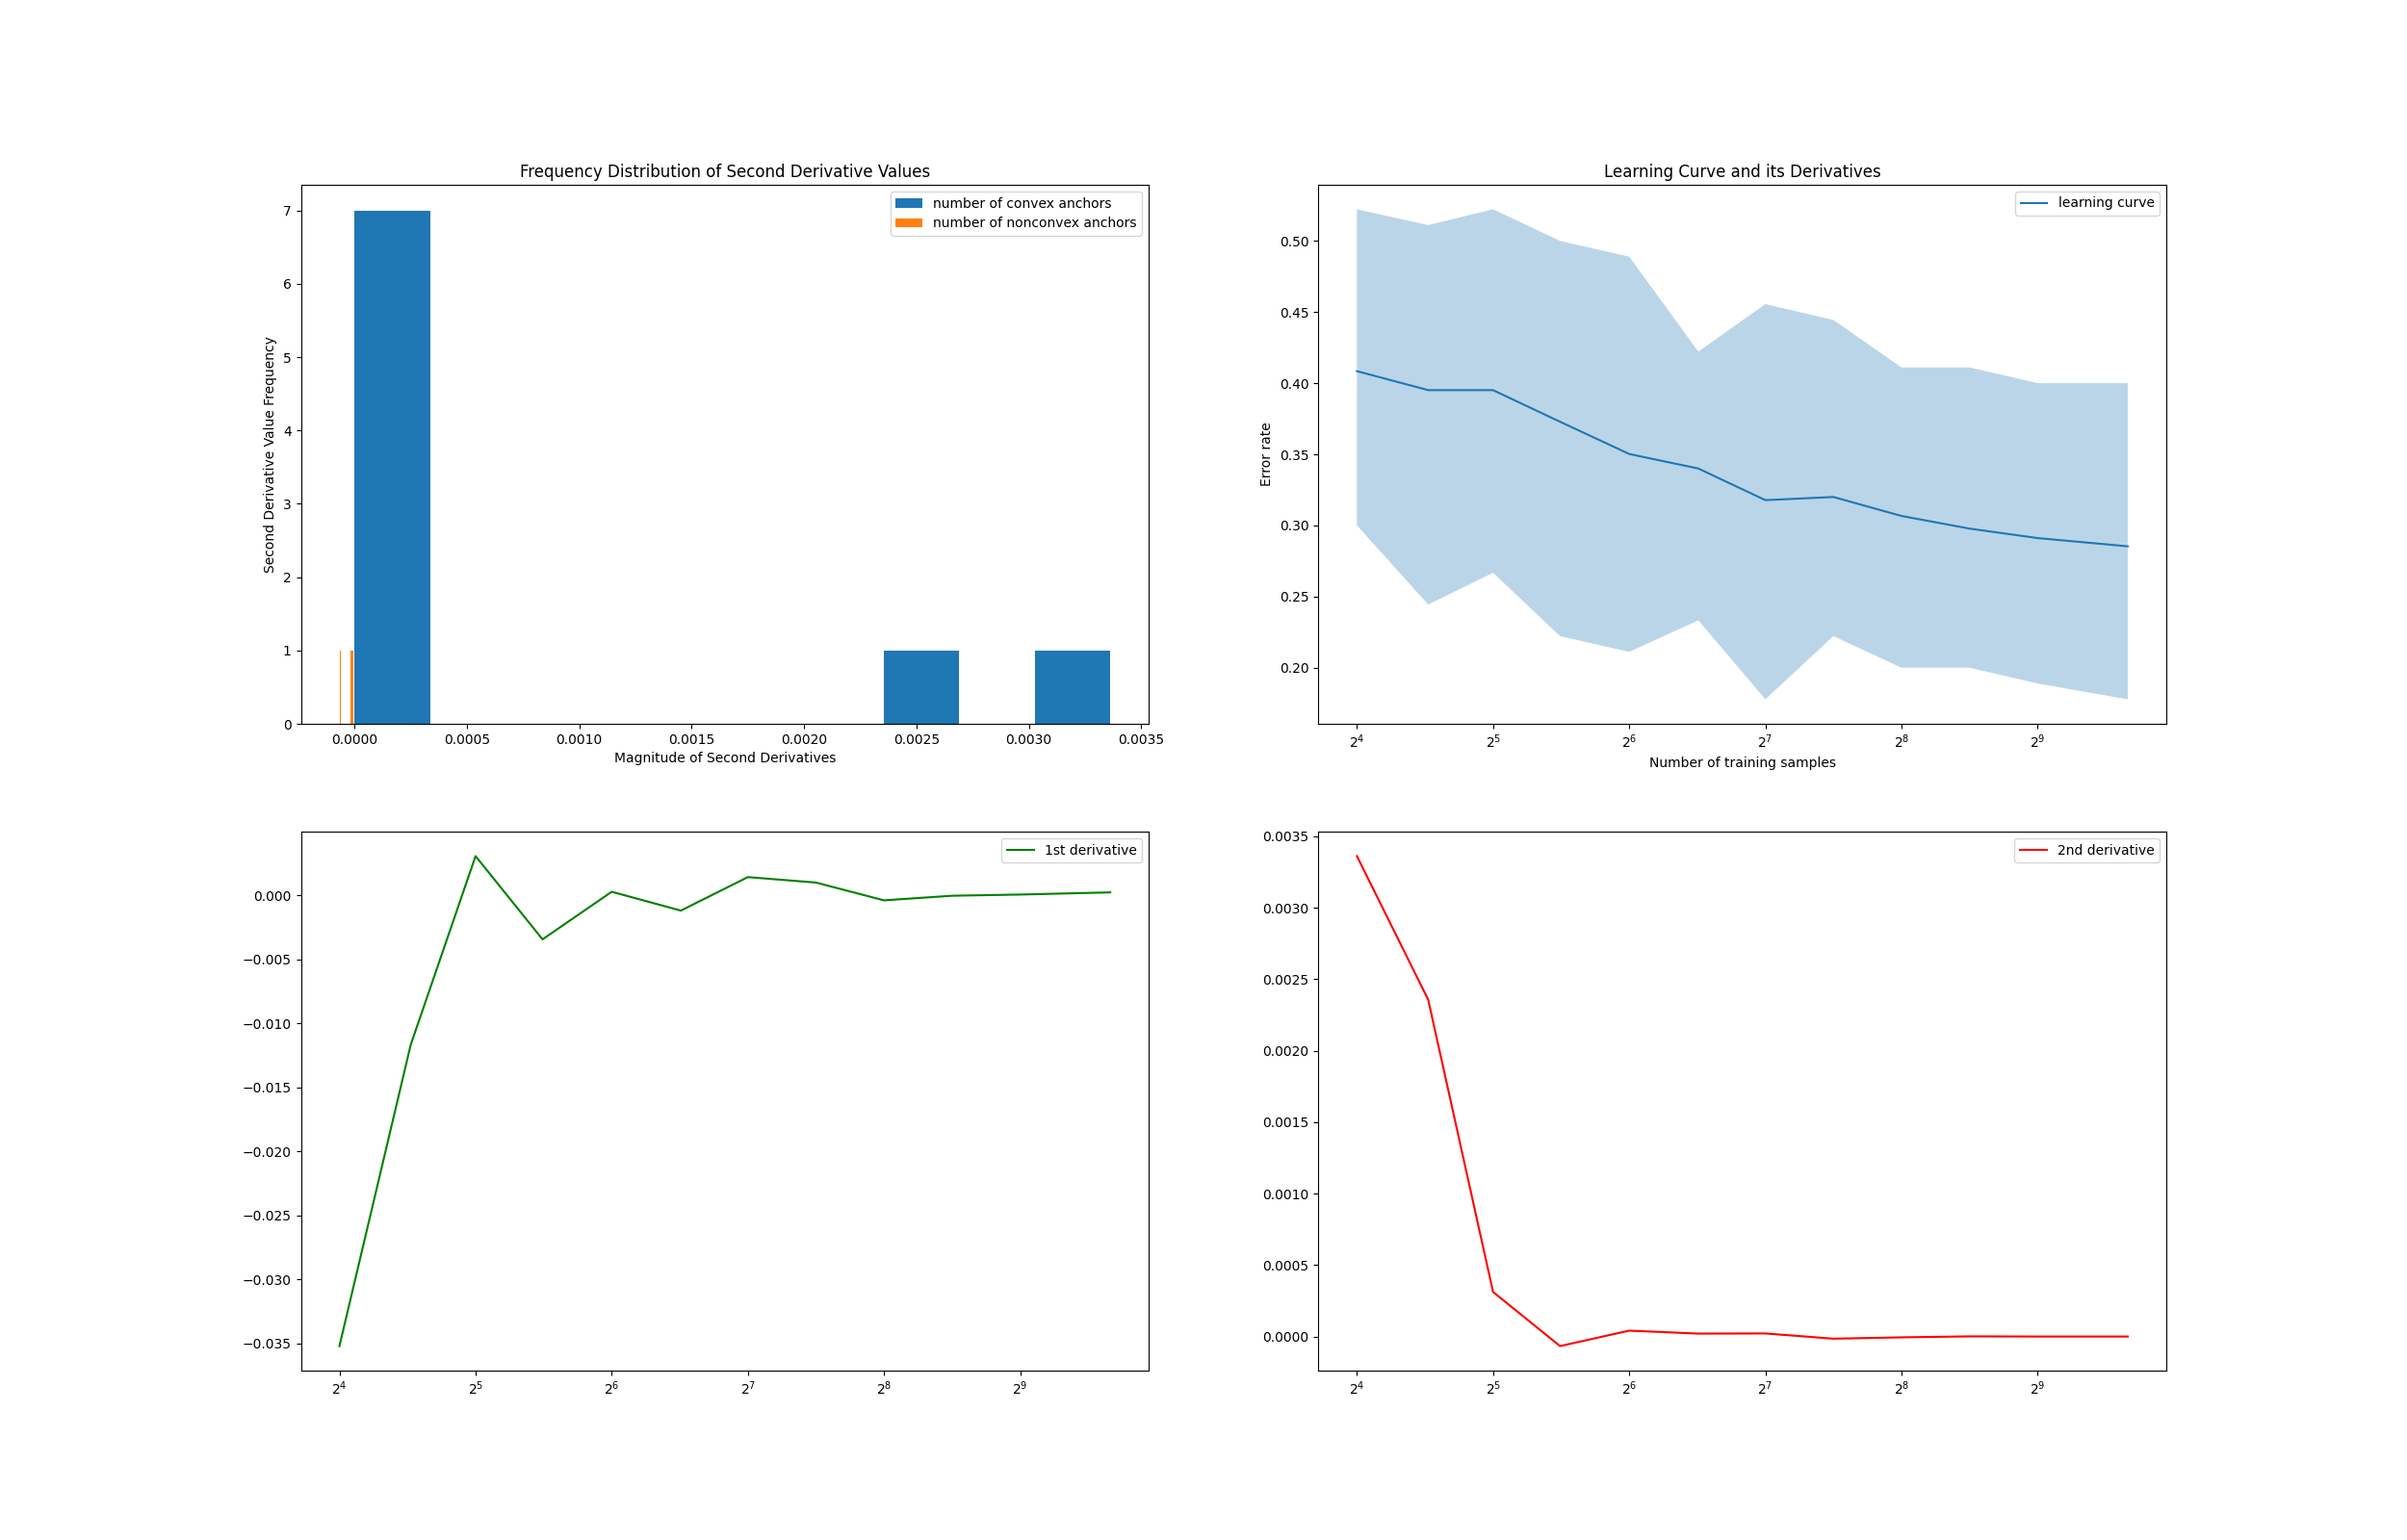 Frequency Distribution of Second Derivative Values
number of convex anchors
number of nonconvex anchors
Second Derivative Value Frequency
7
6
5
4
3
2
1
0
0.0000 0.0005 0.0010 0.0015 0.0020 0.0025 0.0030 0.0035
Magnitude of Second Derivatives
Learning Curve and its Derivatives
learning curve
Error rate
0.50
0.45
0.40
0.35
0.30
0.25
0.20
2⁴ 2⁵ 2⁶ 2⁷ 2⁸ 2⁹
Number of training samples
1st derivative
0.000
−0.005
−0.010
−0.015
−0.020
−0.025
−0.030
−0.035
2⁴ 2⁵ 2⁶ 2⁷ 2⁸ 2⁹
2nd derivative
0.0035
0.0030
0.0025
0.0020
0.0015
0.0010
0.0005
0.0000
2⁴ 2⁵ 2⁶ 2⁷ 2⁸ 2⁹